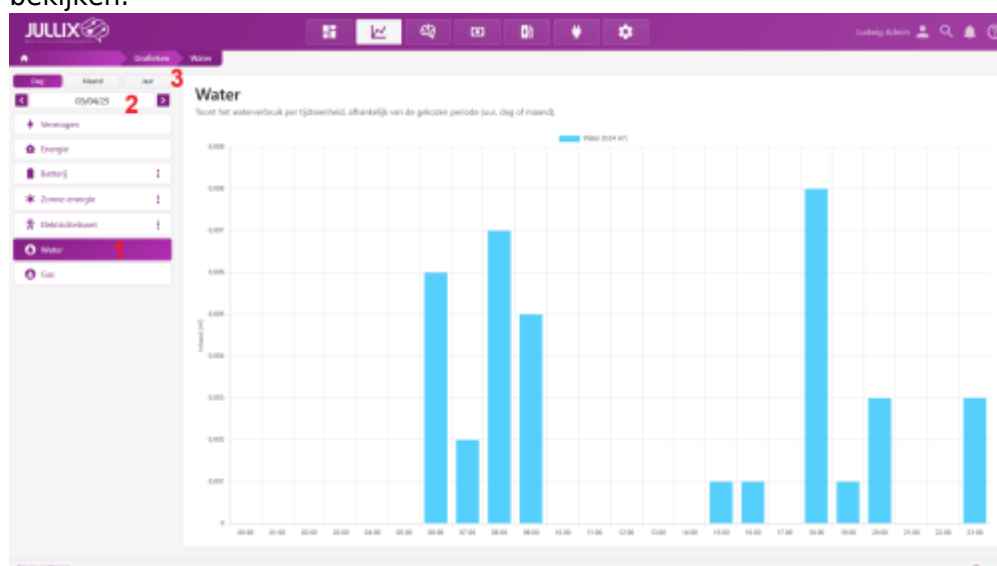 bekijken.
JULLIX
Ludwig Admin
Grafieken
Water
Dag
Maand
Jaar
3
03/04/25
2
Vermogen
Energie
Batterij
Zonne-energie
Elektriciteitsnet
Water
1
Gas
Water
Toont het waterverbruik per tijdseenheid, afhankelijk van de gekozen periode (uur, dag of maand).
0,009
0,008
0,007
0,006
0,005
0,004
0,003
0,002
0,001
0
00:00 01:00 02:00 03:00 04:00 05:00 06:00 07:00 08:00 09:00 10:00 11:00 12:00 13:00 14:00 15:00 16:00 17:00 18:00 19:00 20:00 21:00 22:00 23:00